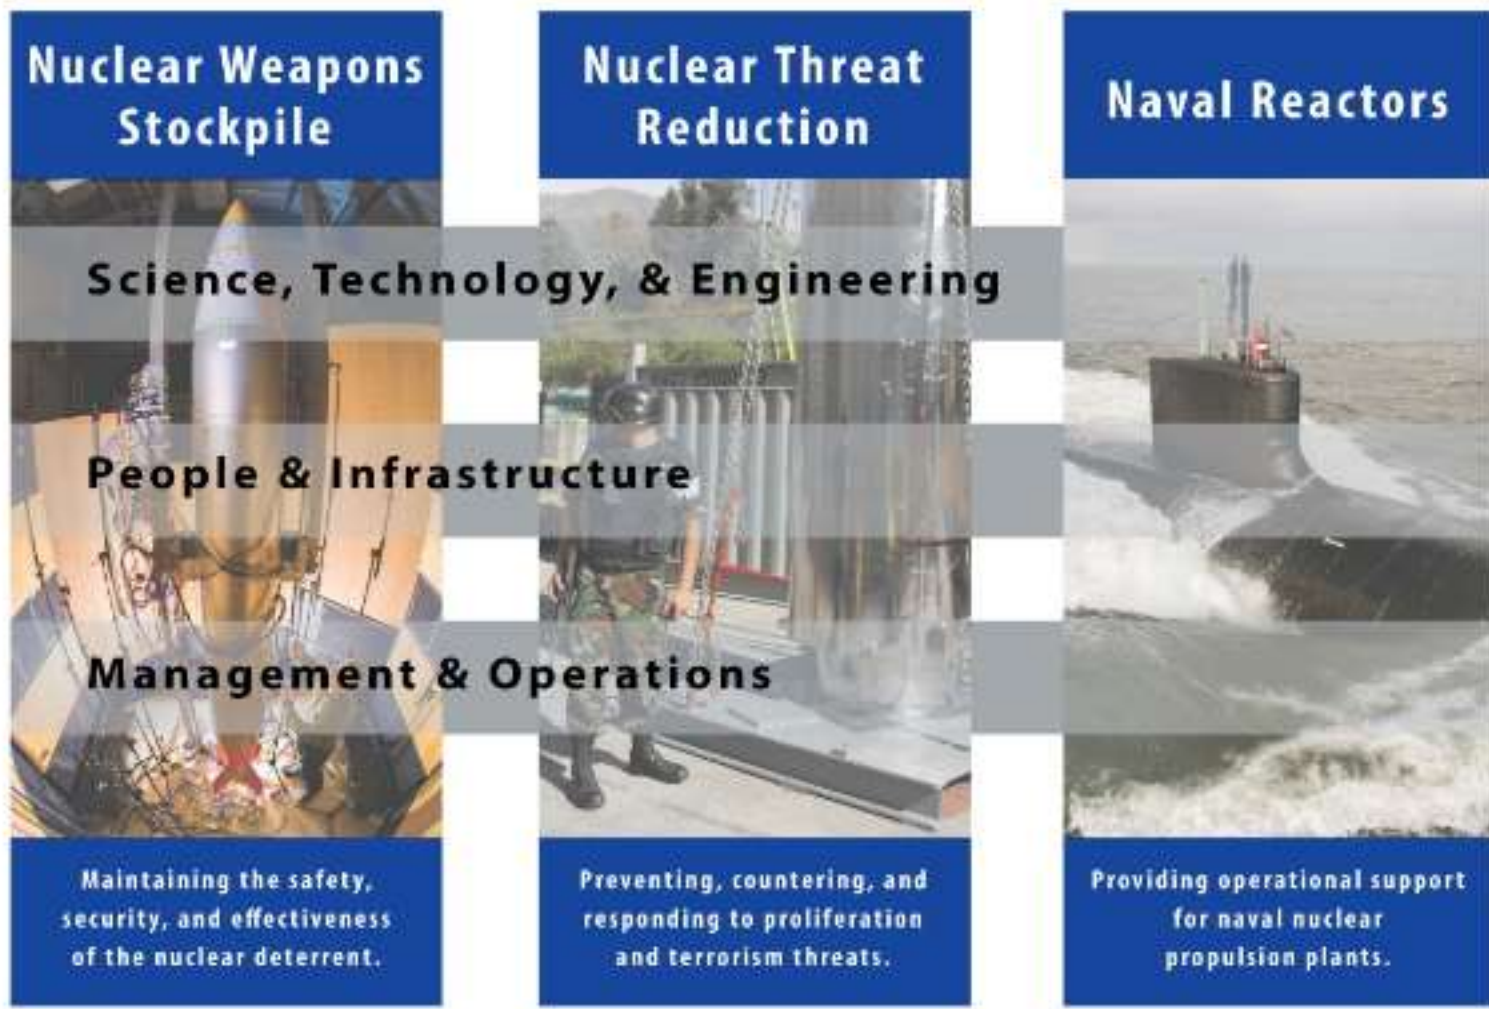 Nuclear Weapons
Stockpile
Nuclear Threat
Reduction
Naval Reactors
Science, Technology, & Engineering
People & Infrastructure
Management & Operations
Maintaining the safety,
security, and effectiveness
of the nuclear deterrent.
Preventing, countering, and
responding to proliferation
and terrorism threats.
Providing operational support
for naval nuclear
propulsion plants.